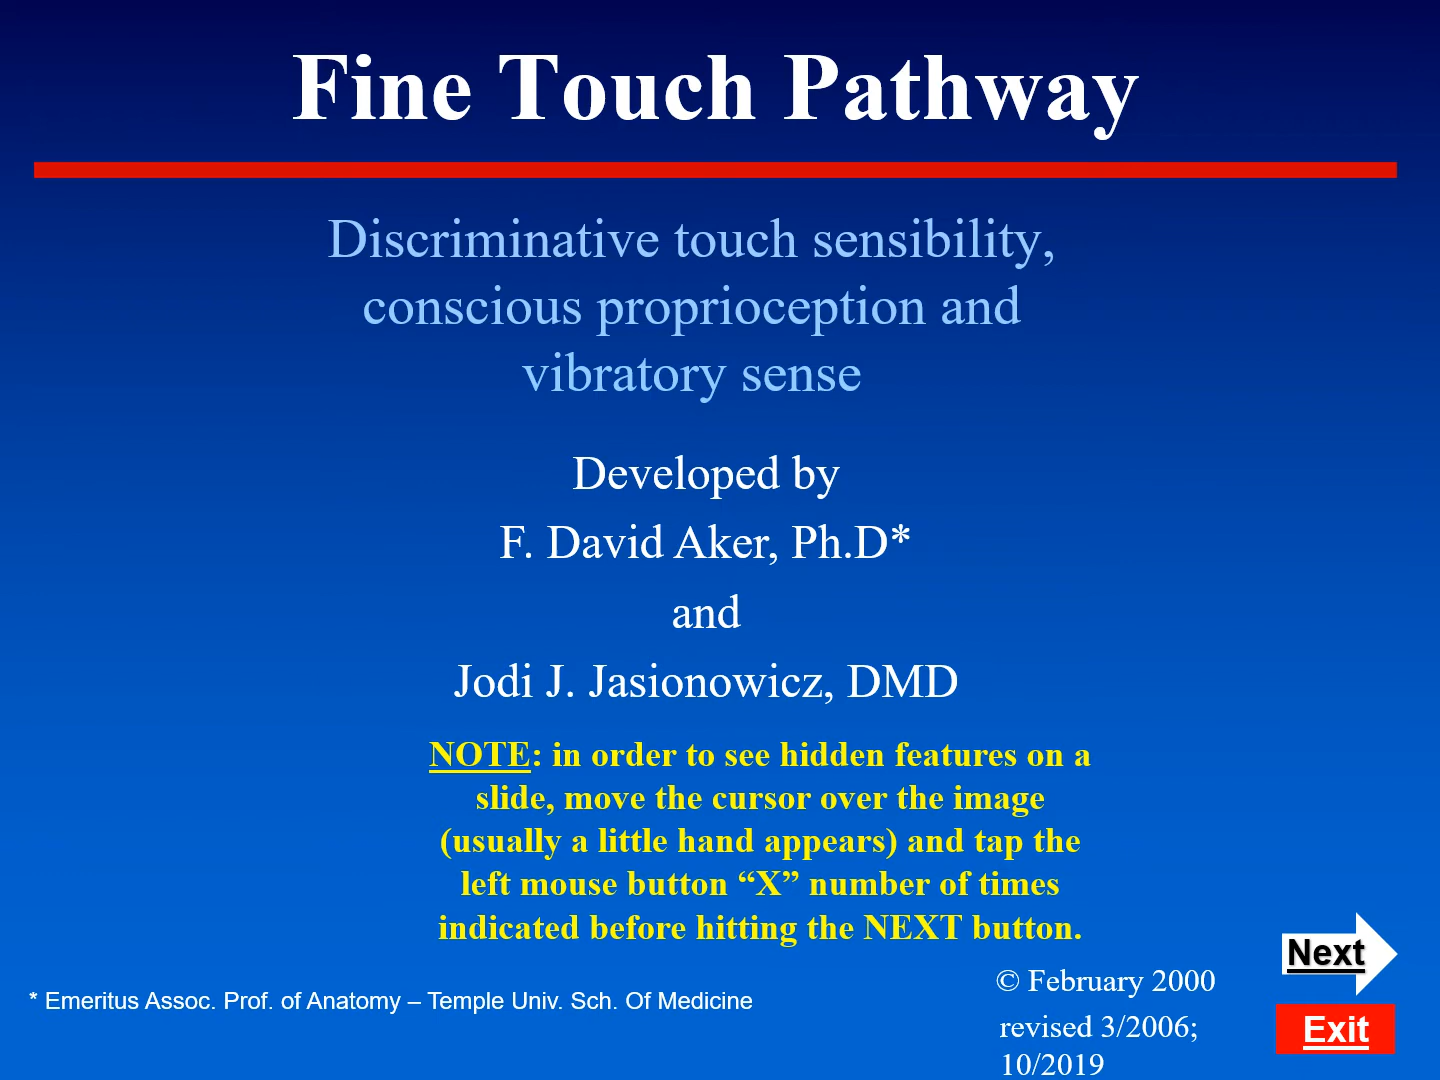 Fine Touch Pathway
Discriminative touch sensibility,
conscious proprioception and
vibratory sense
Developed by
F. David Aker, Ph.D*
and
Jodi J. Jasionowicz, DMD
NOTE: in order to see hidden features on a
slide, move the cursor over the image
(usually a little hand appears) and tap the
left mouse button “X” number of times
indicated before hitting the NEXT button.
Next
© February 2000
* Emeritus Assoc. Prof. of Anatomy – Temple Univ. Sch. Of Medicine
revised 3/2006;
10/2019
Exit